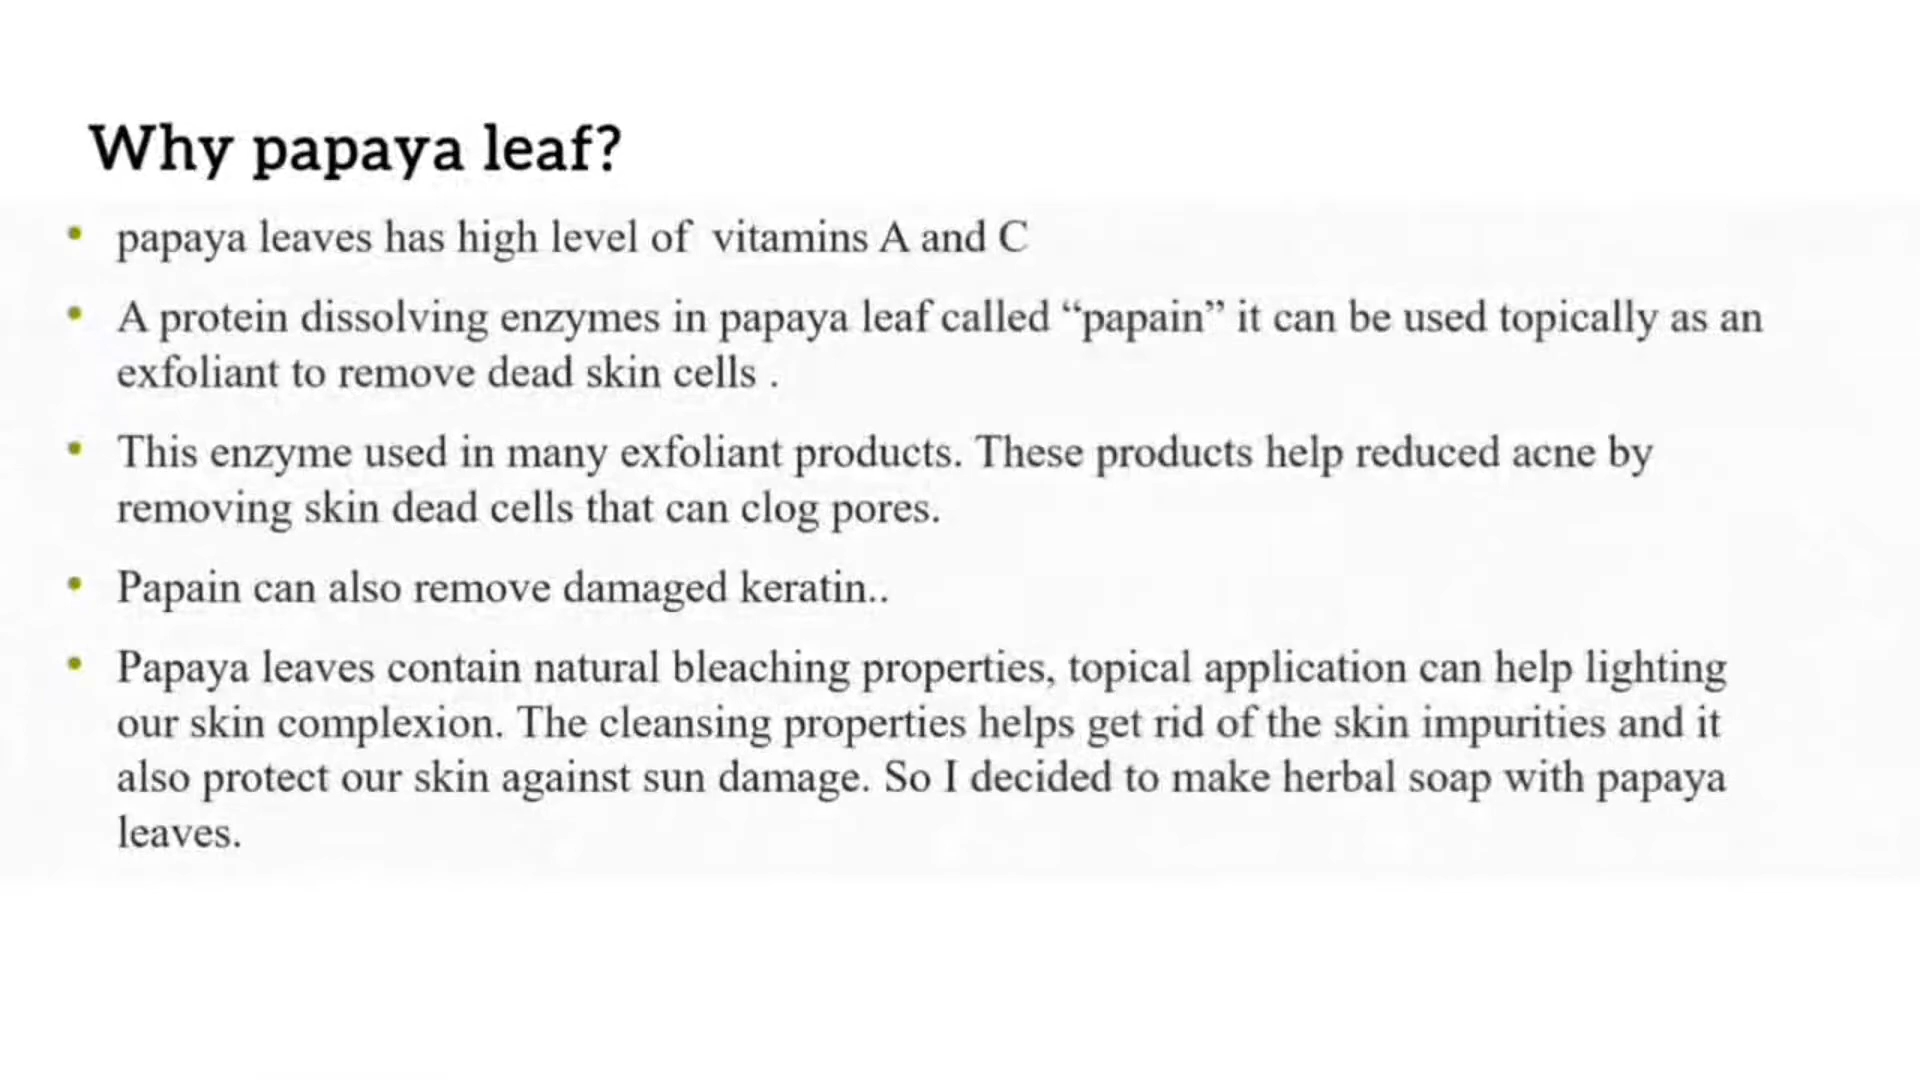 Why papaya leaf?
• papaya leaves has high level of vitamins A and C
• A protein dissolving enzymes in papaya leaf called “papain” it can be used topically as an
exfoliant to remove dead skin cells .
• This enzyme used in many exfoliant products. These products help reduced acne by
removing skin dead cells that can clog pores.
• Papain can also remove damaged keratin..
• Papaya leaves contain natural bleaching properties, topical application can help lighting
our skin complexion. The cleansing properties helps get rid of the skin impurities and it
also protect our skin against sun damage. So I decided to make herbal soap with papaya
leaves.